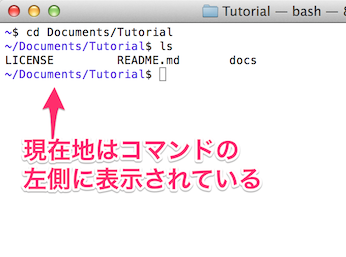 Tutorial — bash —
~$ cd Documents/Tutorial
~/Documents/Tutorial$ ls
LICENSE README.md docs
~/Documents/Tutorial$
現在地はコマンドの
左側に表示されている